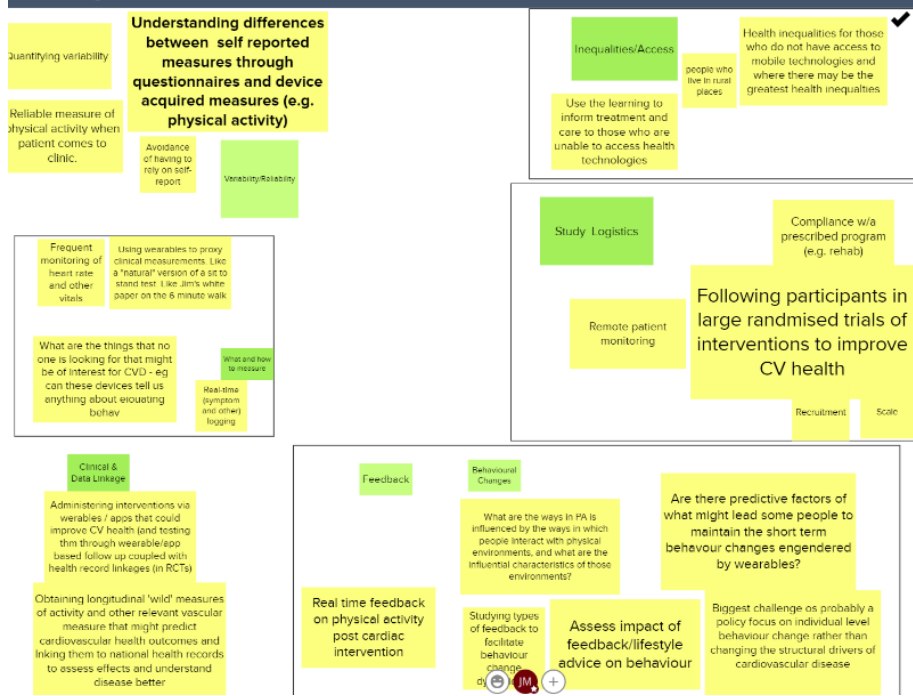 Quantifying variability
Understanding differences
between self reported
measures through
questionnaires and device
acquired measures (e.g.
physical activity)
Reliable measure of
physical activity when
patient comes to
clinic.
Avoidance
of having to
rely on self-
report
Variability/Reliability
Inequalities/Access
people who
live in rural
places
Health inequalities for those
who do not have access to
mobile technologies and
where there may be the
greatest health inequalties
Use the learning to
inform treatment and
care to those who are
unable to access health
technologies
Study Logistics
Compliance w/a
prescribed program
(e.g. rehab)
Remote patient
monitoring
Following participants in
large randmised trials of
interventions to improve
CV health
Recruitment
Scale
Frequent
monitoring of
heart rate
and other
vitals
Using wearables to proxy
clinical measurements. Like
a "natural" version of a sit to
stand test. Like Jim's white
paper on the 6 minute walk
What are the things that no
one is looking for that might
be of interest for CVD - eg
can these devices tell us
anything about eiouating
behav
What and how
to measure
Real-time
(symptom
and other)
logging
Clinical &
Data Linkage
Administering interventions via
werables / apps that could
improve CV health (and testing
thm through wearable/app
based follow up coupled with
health record linkages (in RCTs)
Obtaining longitudinal 'wild' measures
of activity and other relevant vascular
measure that might predict
cardiovascular health outcomes and
lnking them to national health records
to assess effects and understand
disease better
Feedback
Behavioural
Changes
What are the ways in PA is
influenced by the ways in which
people interact with physical
environments, and what are the
influential characteristics of those
environments?
Are there predictive factors of
what might lead some people to
maintain the short term
behavour changes engendered
by wearables?
Real time feedback
on physical activity
post cardiac
intervention
Studying types
of feedback to
facilitate
behaviour
change
Assess impact of
feedback/lifestyle
advice on behaviour
Biggest challenge os probably a
policy focus on individual level
behaviour change rather than
changing the structural drivers of
cardiovascular disease
JM